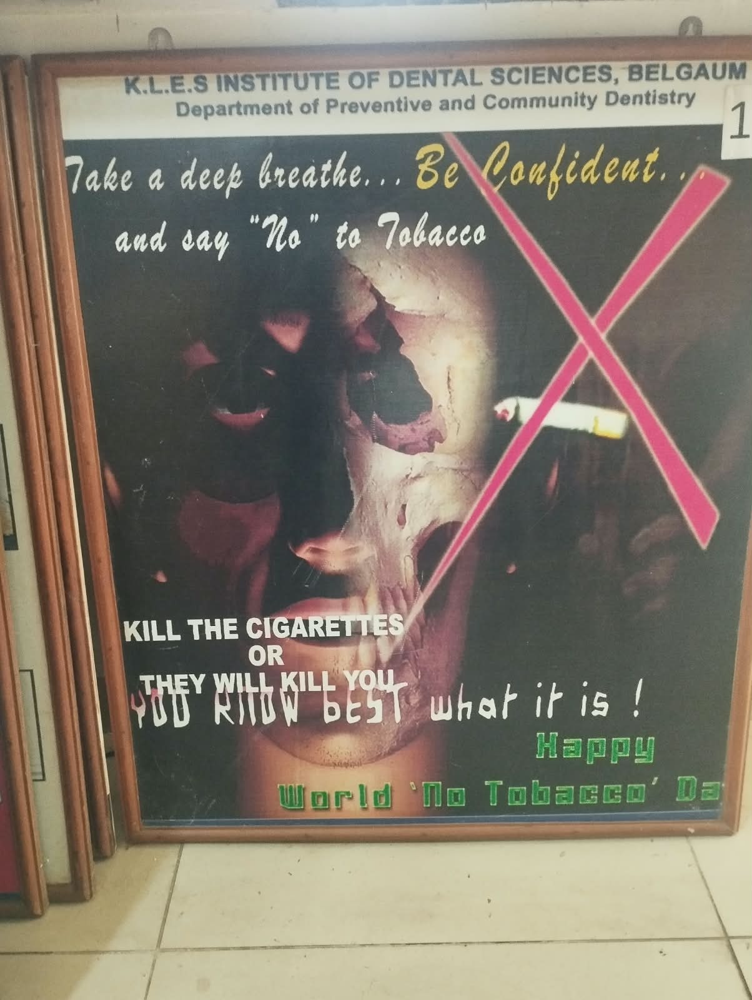 K.L.E.S INSTITUTE OF DENTAL SCIENCES, BELGAUM
Department of Preventive and Community Dentistry
1
Take a deep breathe... Be Confident...
and say "No" to Tobacco
KILL THE CIGARETTES
OR
THEY WILL KILL YOU
YOU KNOW bEST what it is !
Happy
World 'No Tobacco' Da